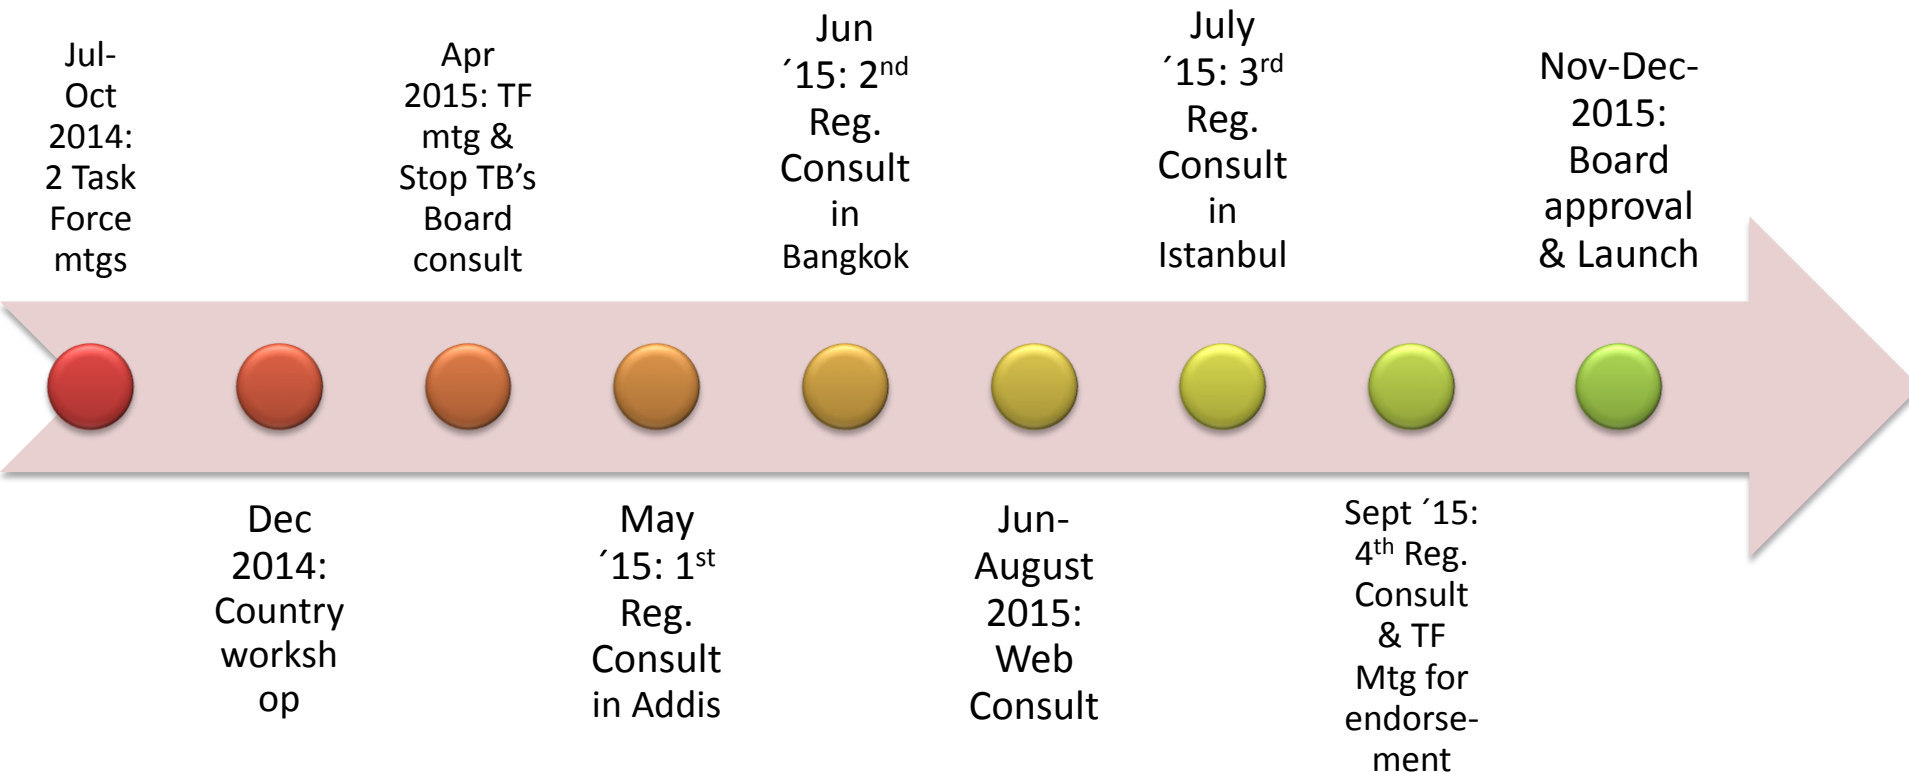 Jul-
Oct
2014:
2 Task
Force
mtgs
Dec
2014:
Country
worksh
op
Apr
2015: TF
mtg &
Stop TB’s
Board
consult
May
´15: 1st
Reg.
Consult
in Addis
Jun
´15: 2nd
Reg.
Consult
in
Bangkok
Jun-
August
2015:
Web
Consult
July
´15: 3rd
Reg.
Consult
in
Istanbul
Sept ´15:
4th Reg.
Consult
& TF
Mtg for
endorse-
ment
Nov-Dec-
2015:
Board
approval
& Launch